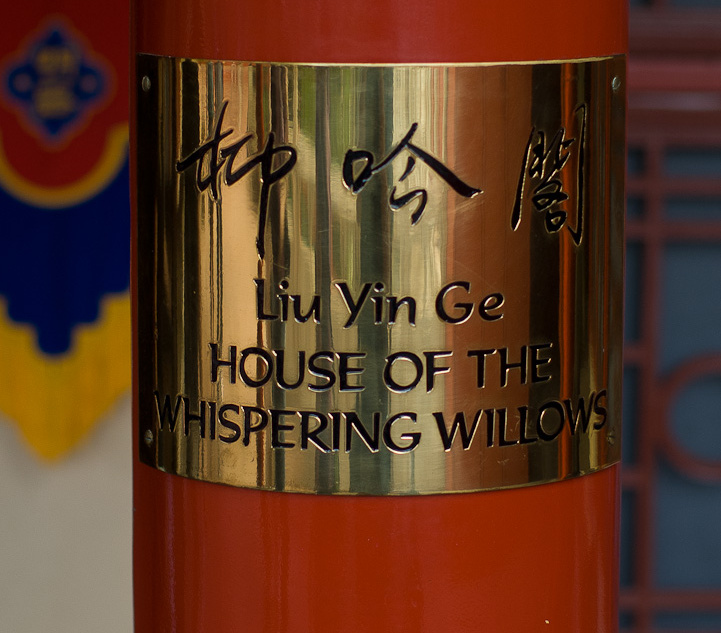 柳吟閣
Liu Yin Ge
HOUSE OF THE
WHISPERING WILLOWS